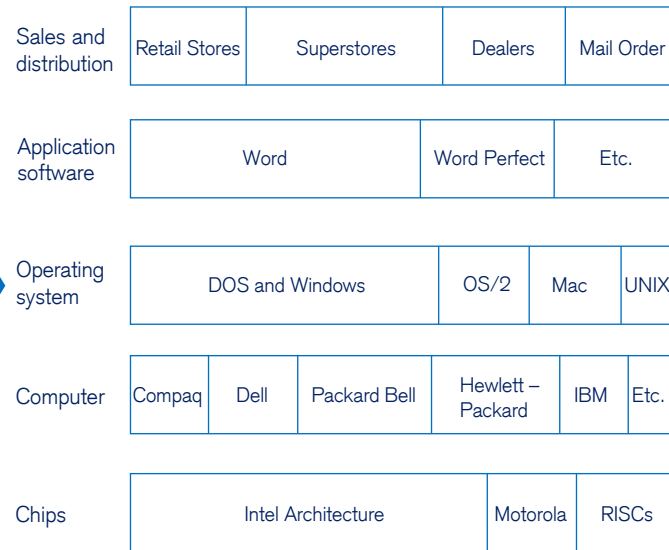 Sales and
distribution
Retail Stores
Superstores
Dealers
Mail Order
Application
software
Word
Word Perfect
Etc.
Operating
system
DOS and Windows
OS/2
Mac
UNIX
Computer
Compaq
Dell
Packard Bell
Hewlett –
Packard
IBM
Etc.
Chips
Intel Architecture
Motorola
RISCs